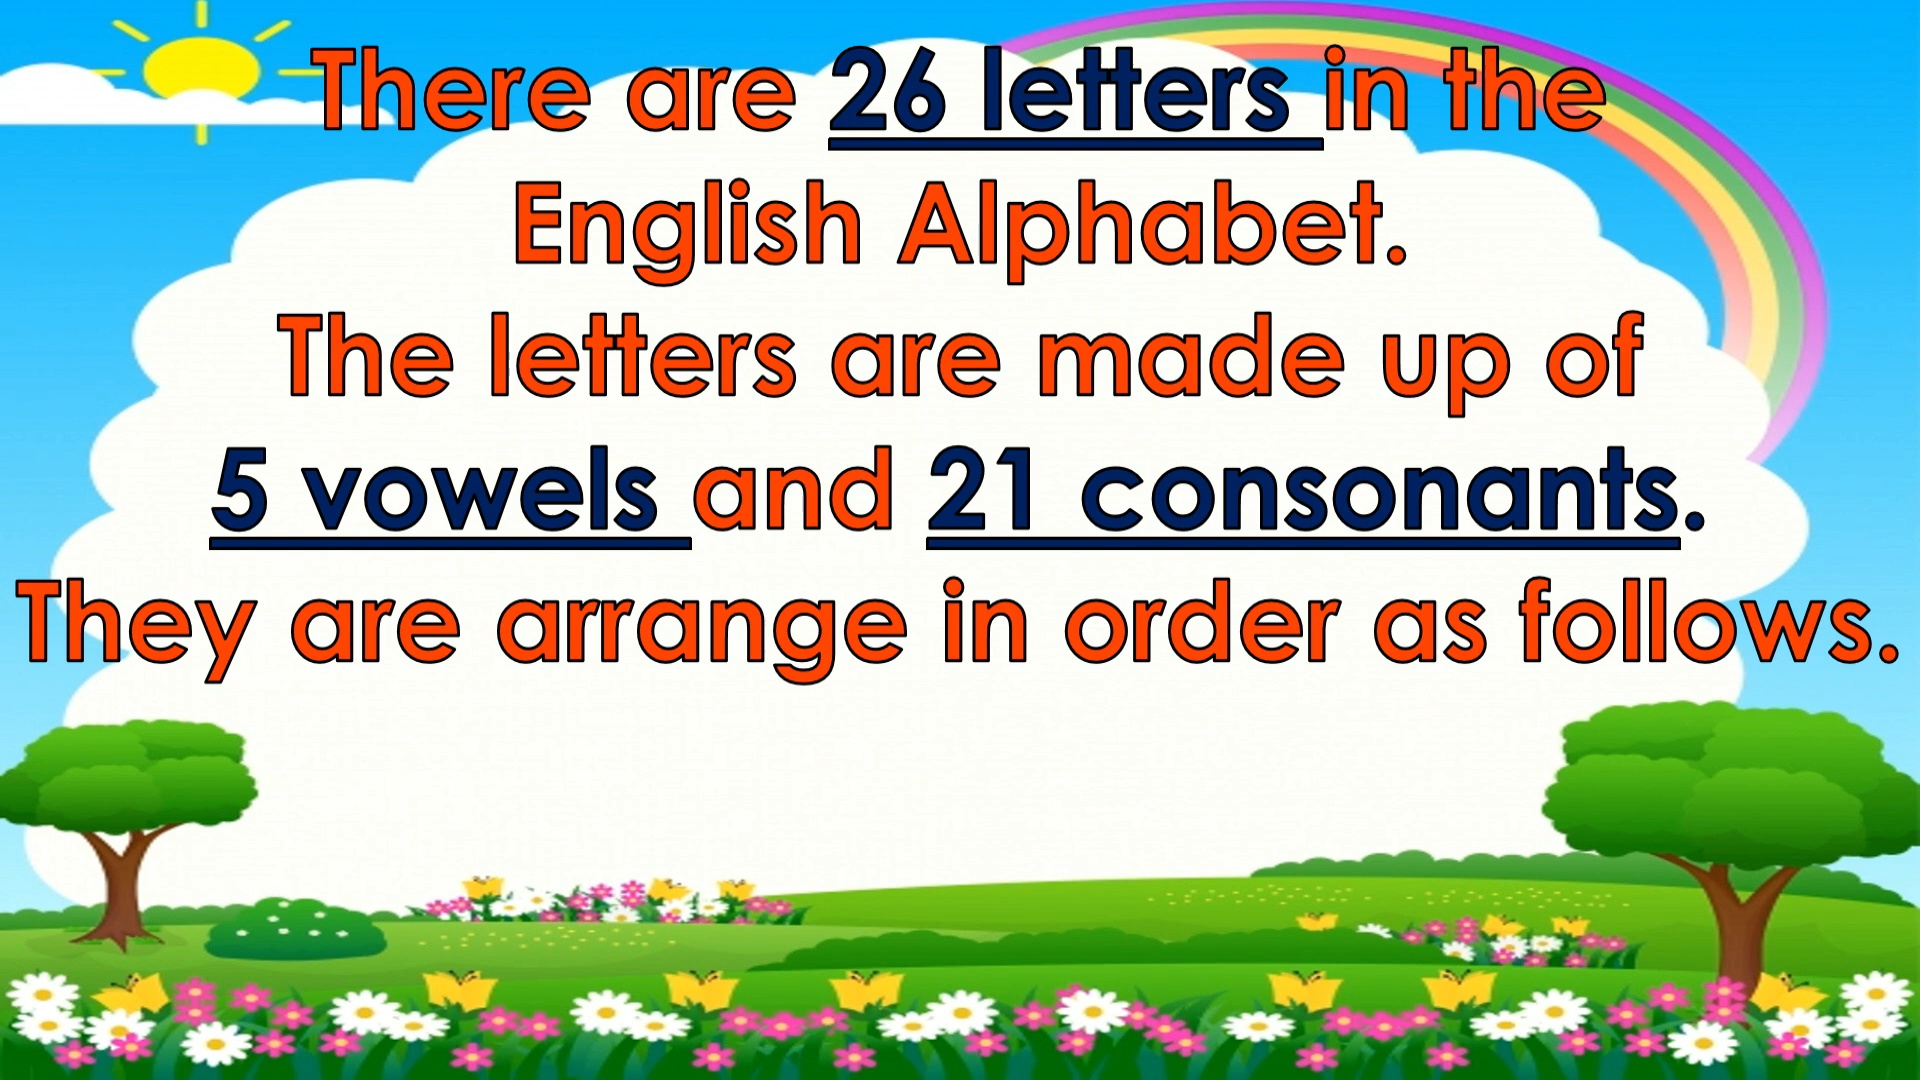 There are 26 letters in the
English Alphabet.
The letters are made up of
5 vowels and 21 consonants.
They are arrange in order as follows.